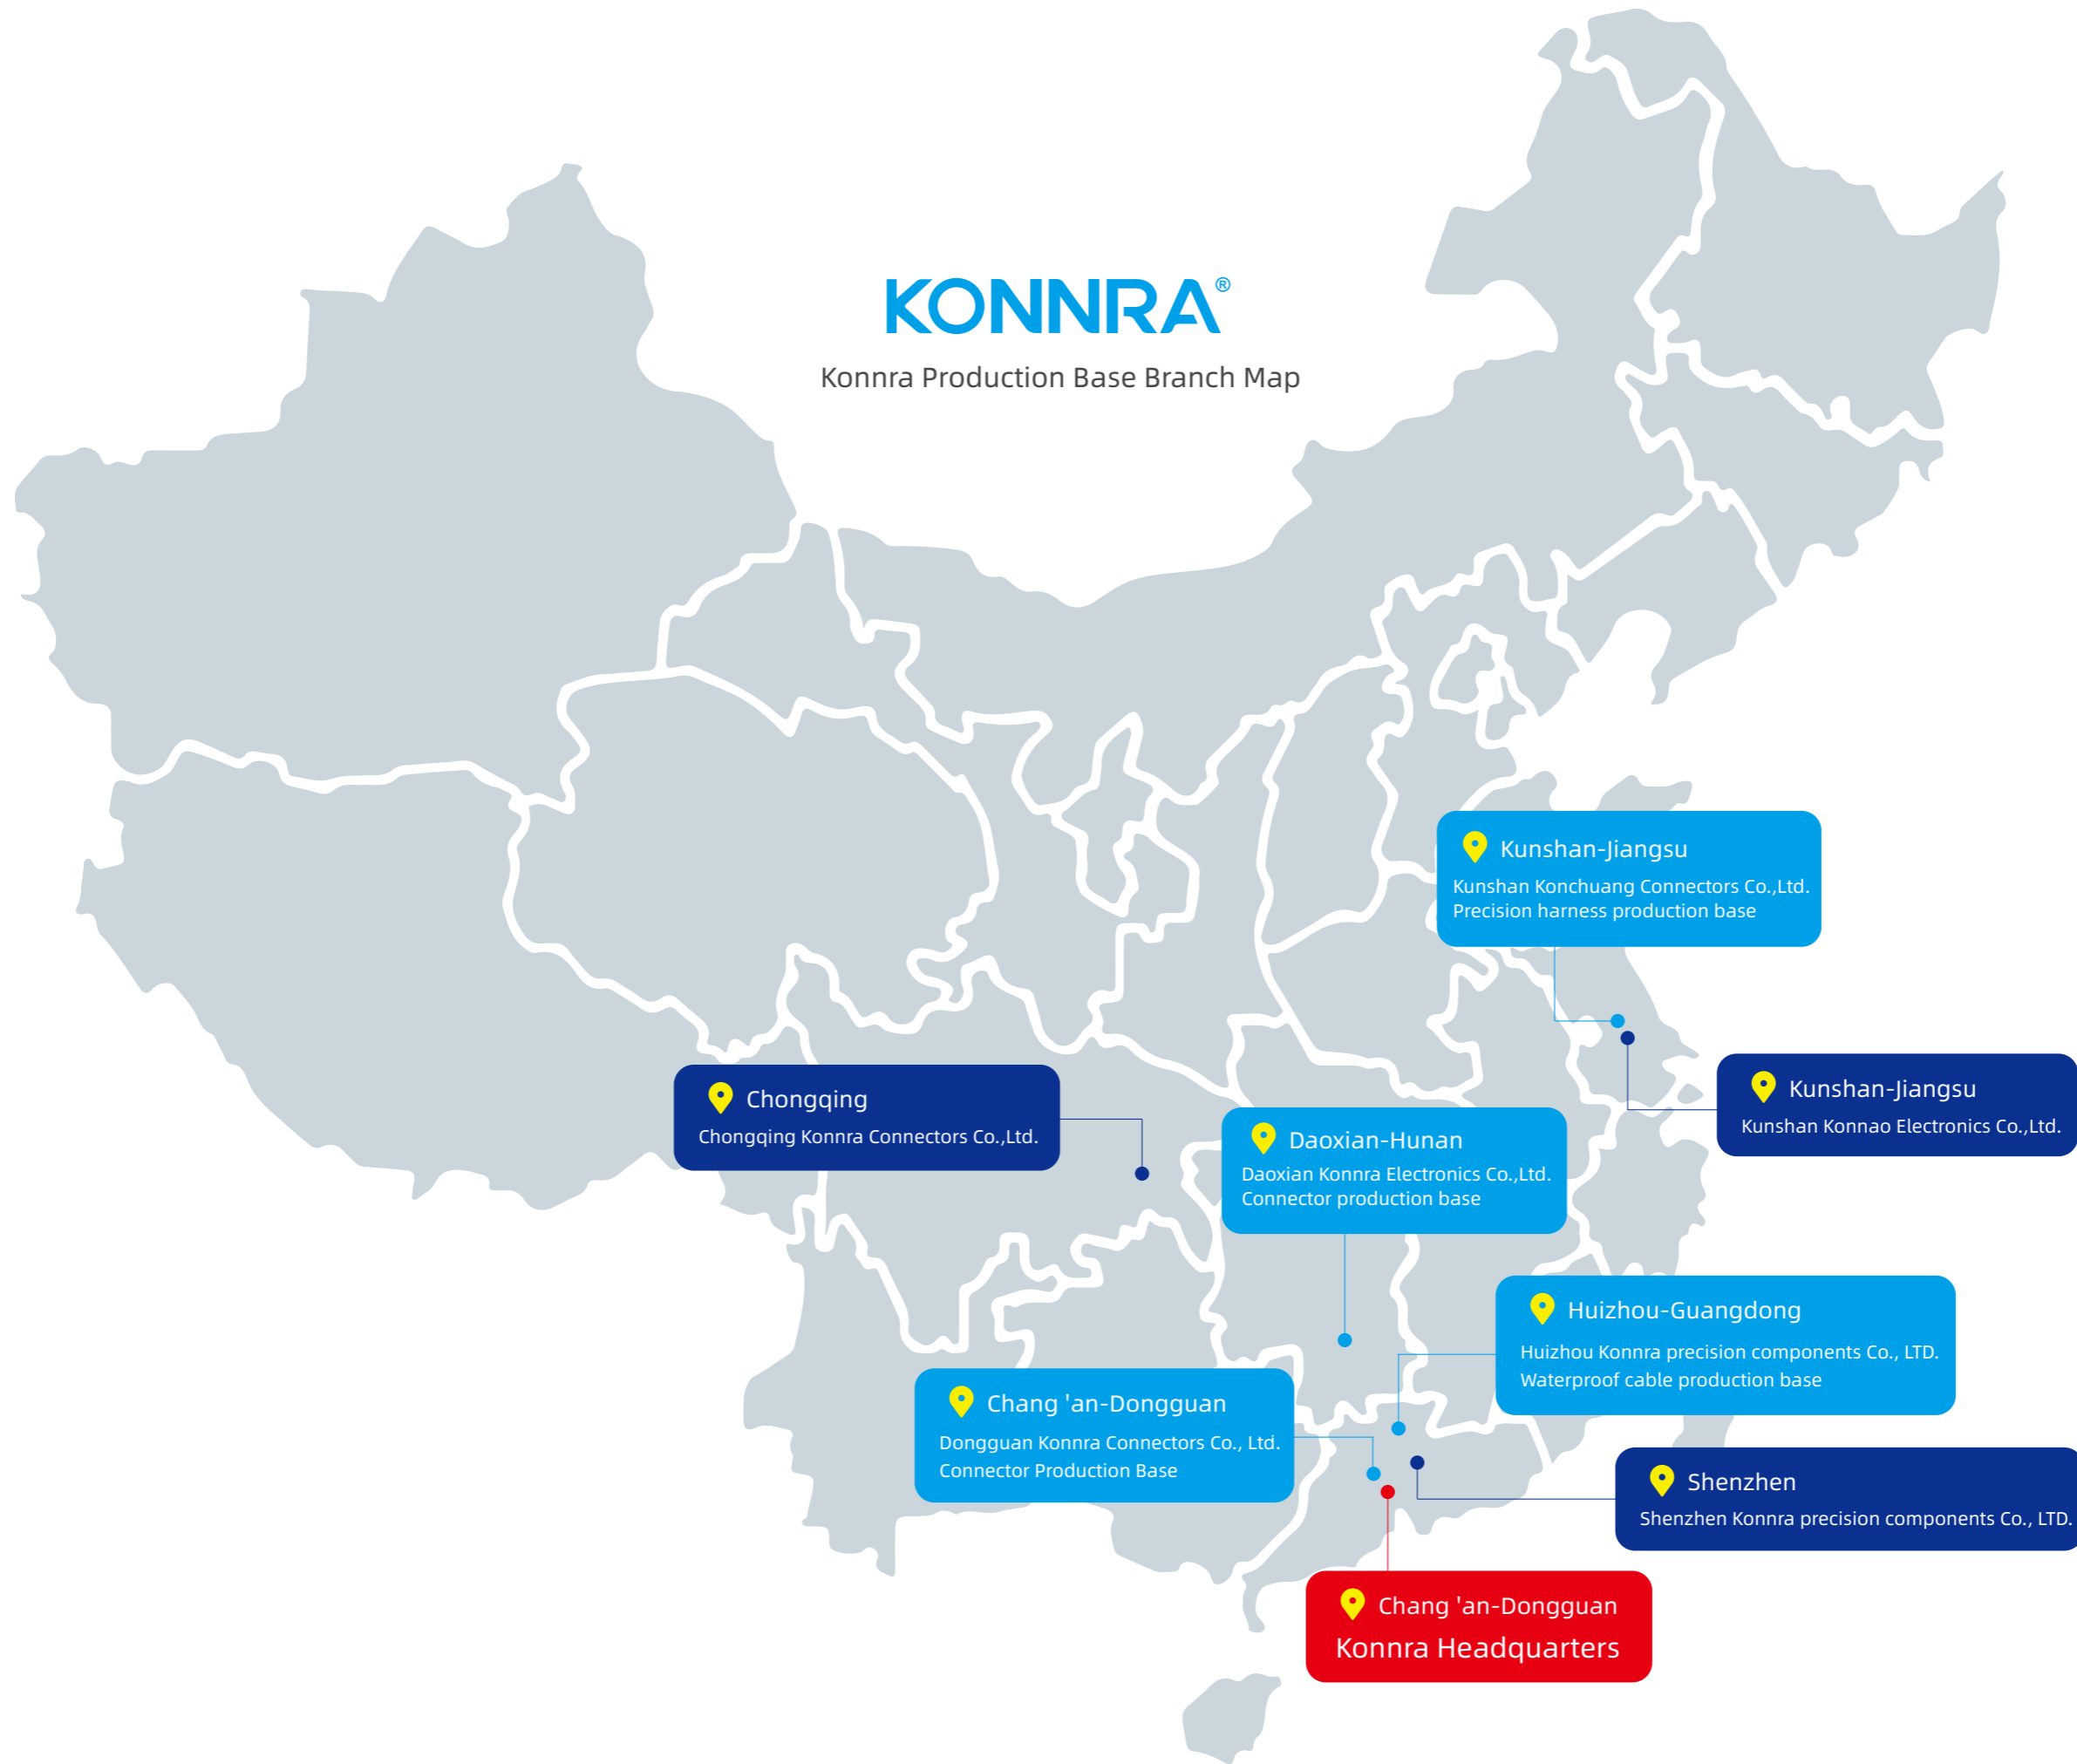 KONNRA®
Konnra Production Base Branch Map
Kunshan-Jiangsu
Kunshan Konchuang Connectors Co.,Ltd.
Precision harness production base
Kunshan-Jiangsu
Kunshan Konnao Electronics Co.,Ltd.
Chongqing
Chongqing Konnra Connectors Co.,Ltd.
Daoxian-Hunan
Daoxian Konnra Electronics Co.,Ltd.
Connector production base
Huizhou-Guangdong
Huizhou Konnra precision components Co., LTD.
Waterproof cable production base
Chang 'an-Dongguan
Dongguan Konnra Connectors Co., Ltd.
Connector Production Base
Shenzhen
Shenzhen Konnra precision components Co., LTD.
Chang 'an-Dongguan
Konnra Headquarters